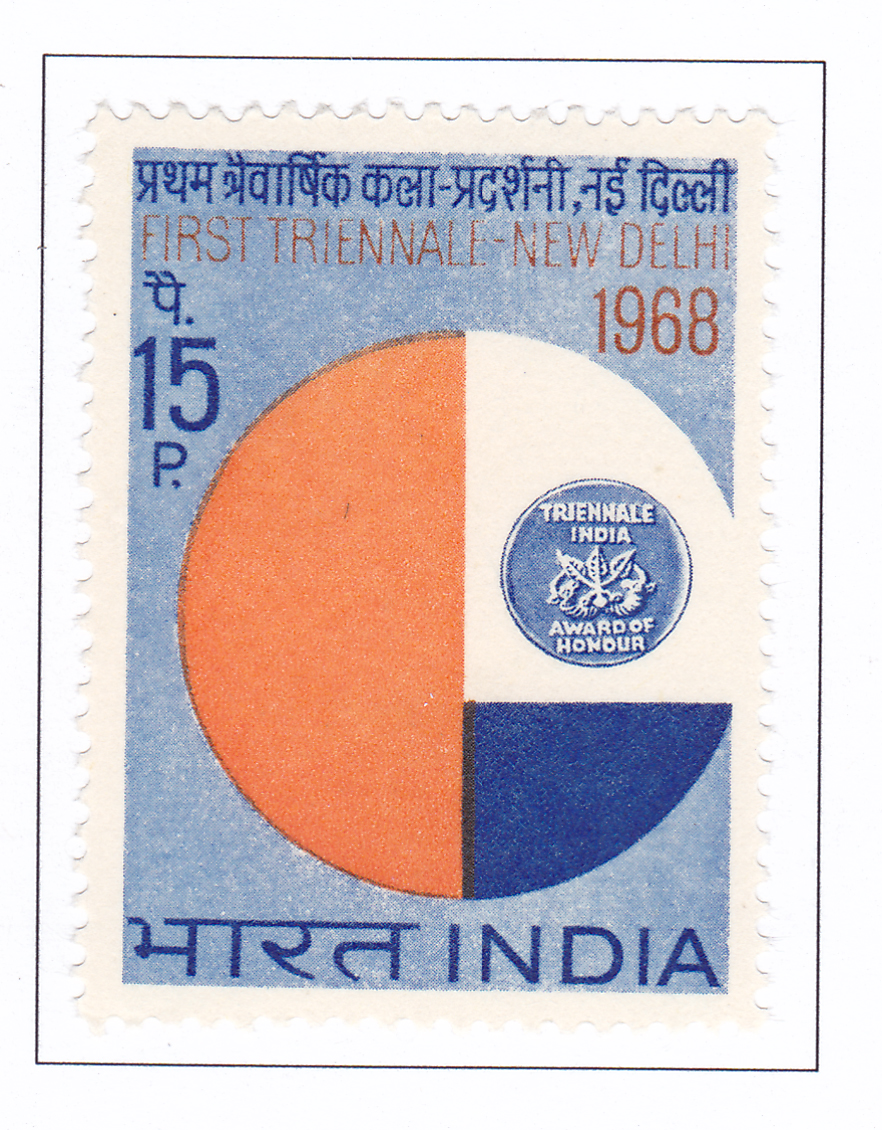 प्रथम त्रैवार्षिक कला-प्रदर्शनी, नई दिल्ली
FIRST TRIENNALE-NEW DELHI
1968
पै.
15
P.
TRIENNALE
INDIA
AWARD OF
HONOUR
भारत INDIA